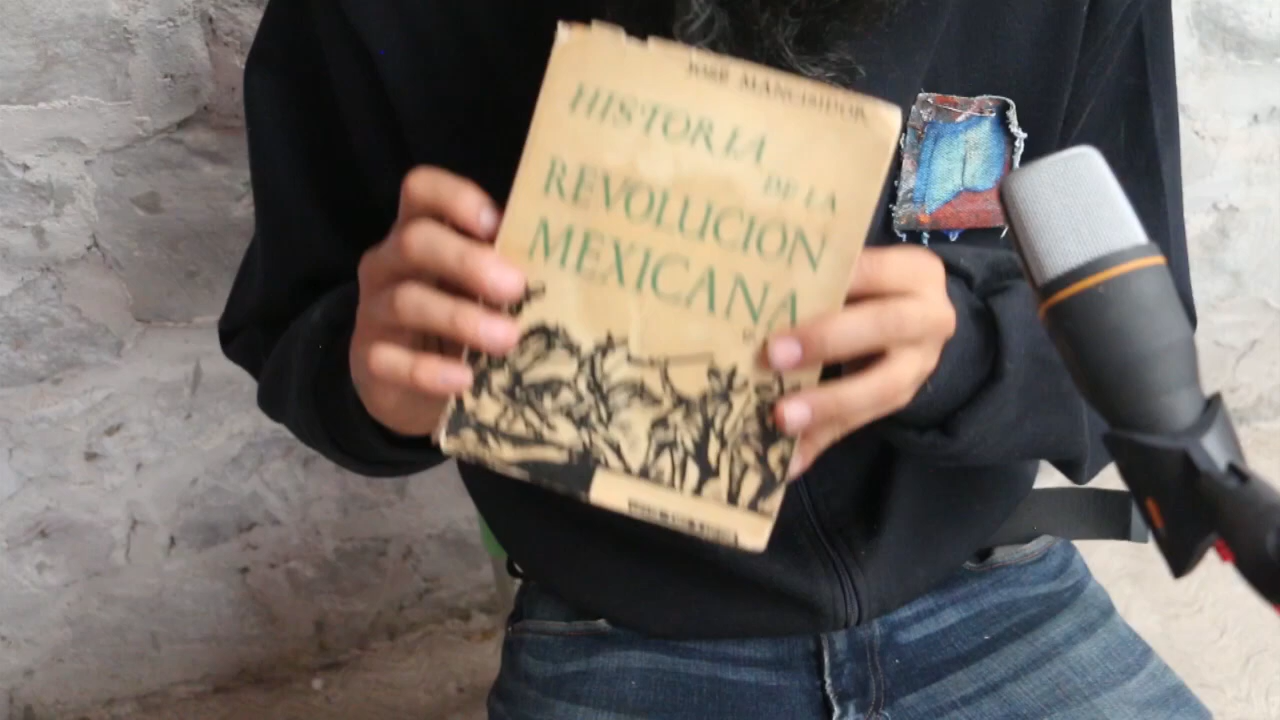 JOSÉ MANCISIDOR
HISTORIA
DE LA
REVOLUCION
MEXICANA